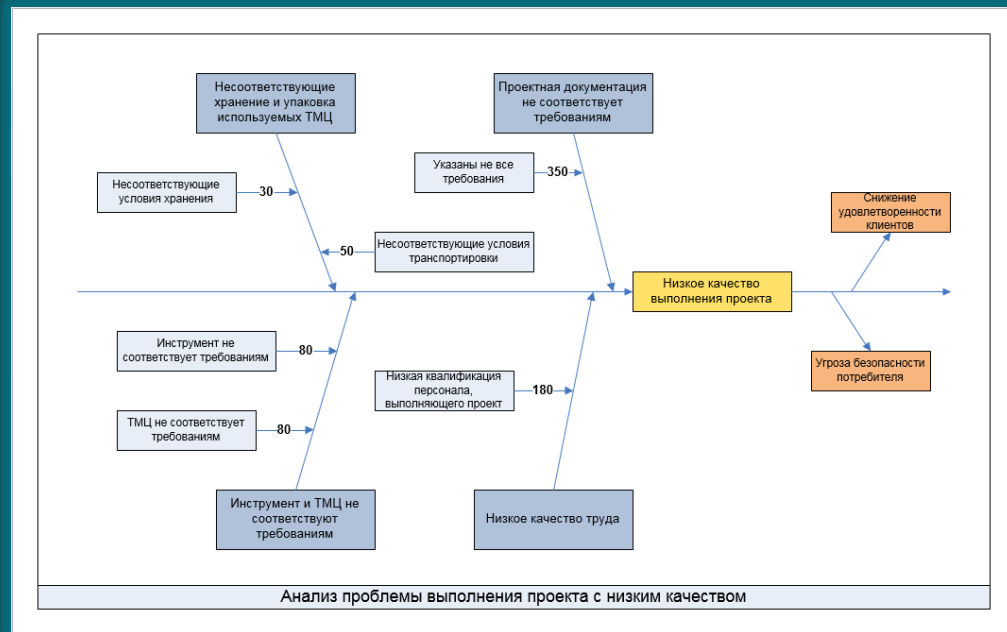 Несоответствующие
хранение и упаковка
используемых ТМЦ
Проектная документация
не соответствует
требованиям
Указаны не все
требования
350
Несоответствующие
условия хранения
30
Снижение
удовлетворенности
клиентов
50
Несоответствующие условия
транспортировки
Низкое качество
выполнения проекта
Инструмент не
соответствует требованиям
80
Угроза безопасности
потребителя
Низкая квалификация
персонала,
выполняющего проект
180
ТМЦ не соответствует
требованиям
80
Инструмент и ТМЦ не
соответствуют
требованиям
Низкое качество труда
Анализ проблемы выполнения проекта с низким качеством